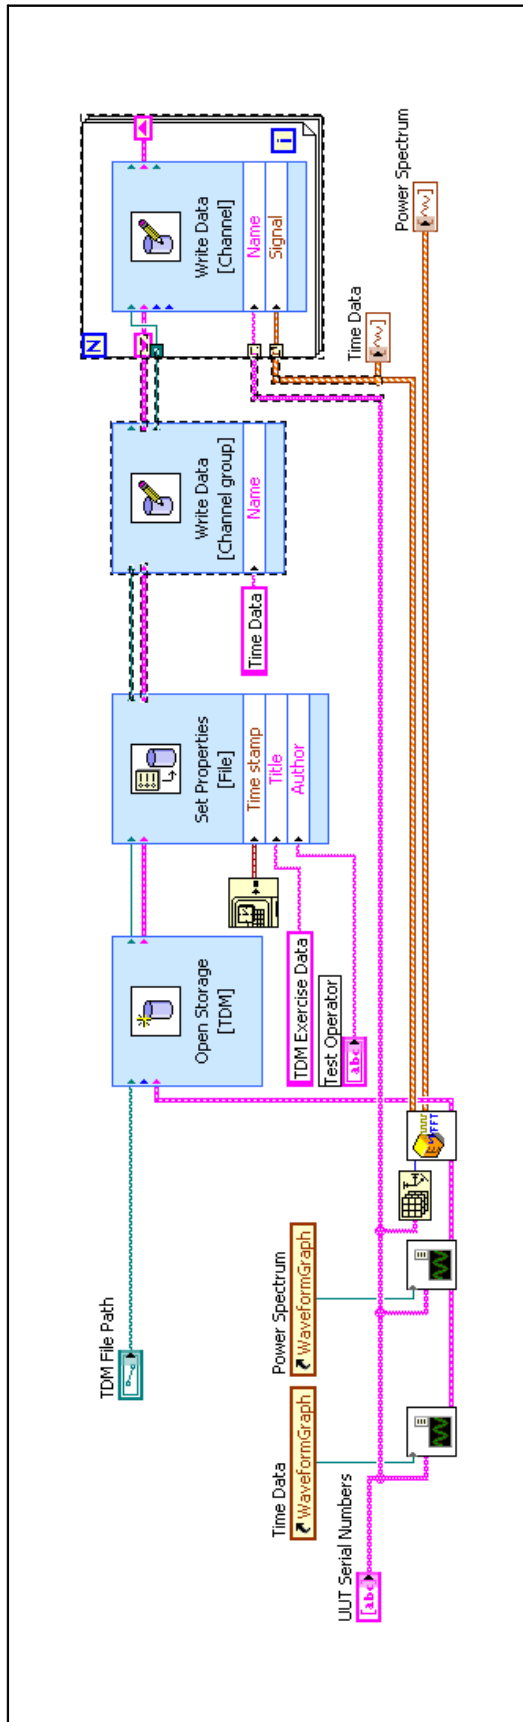 TDM File Path
Open Storage
[TDM]
Set Properties
[File]
Time stamp
Title
Author
Write Data
[Channel group]
Name
Write Data
[Channel]
Name
Signal
N
i
Time Data
TDM Exercise Data
Test Operator
abc
Time Data
WaveformGraph
Power Spectrum
WaveformGraph
UUT Serial Numbers
[abc]
FFT
Time Data
Power Spectrum